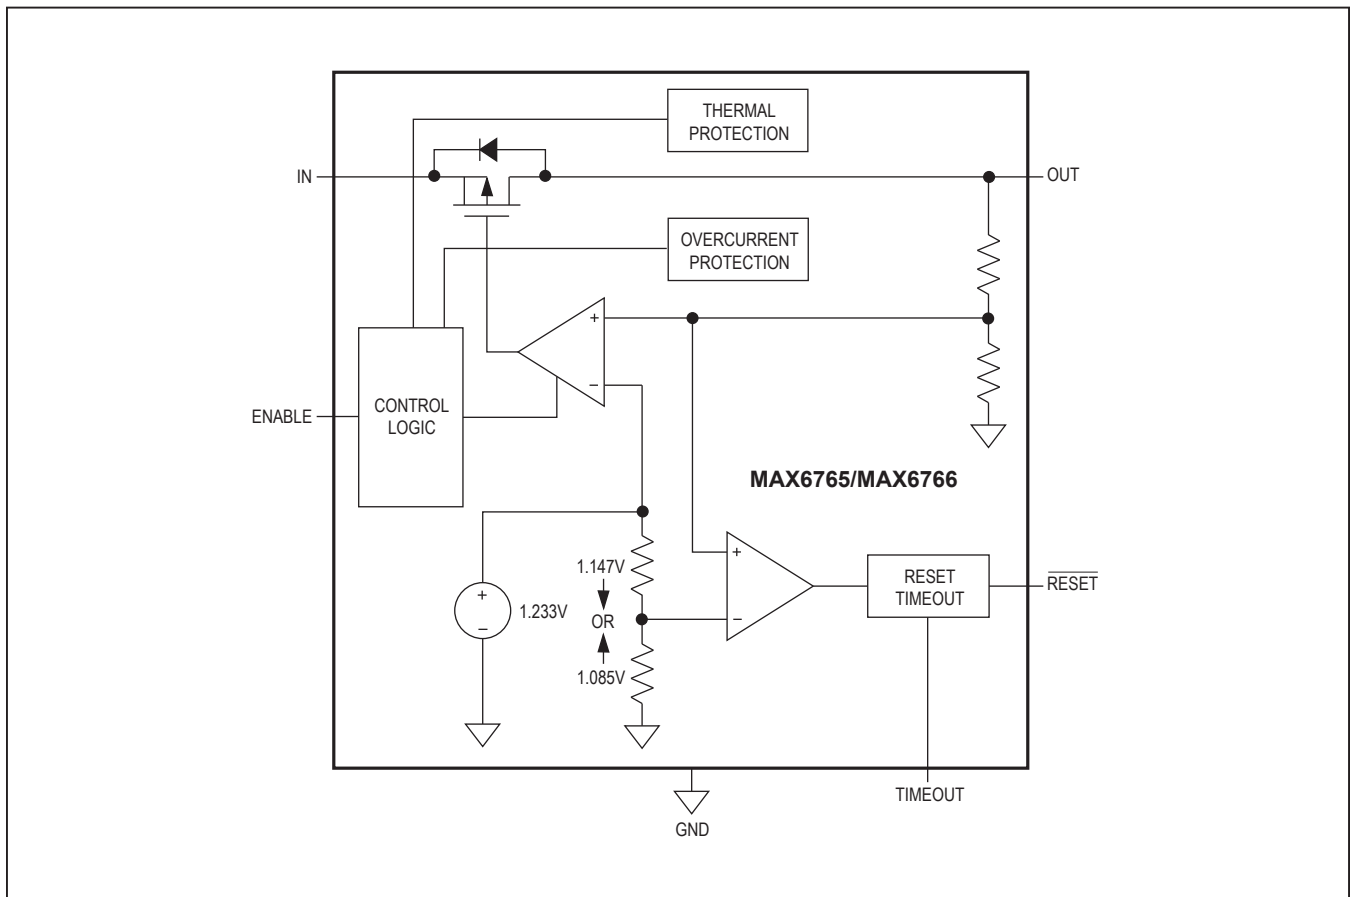 THERMAL
PROTECTION
IN
OUT
OVERCURRENT
PROTECTION
+
−
ENABLE
CONTROL
LOGIC
MAX6765/MAX6766
1.147V
+
RESET
TIMEOUT
RESET
+
−
1.233V
OR
−
1.085V
TIMEOUT
GND